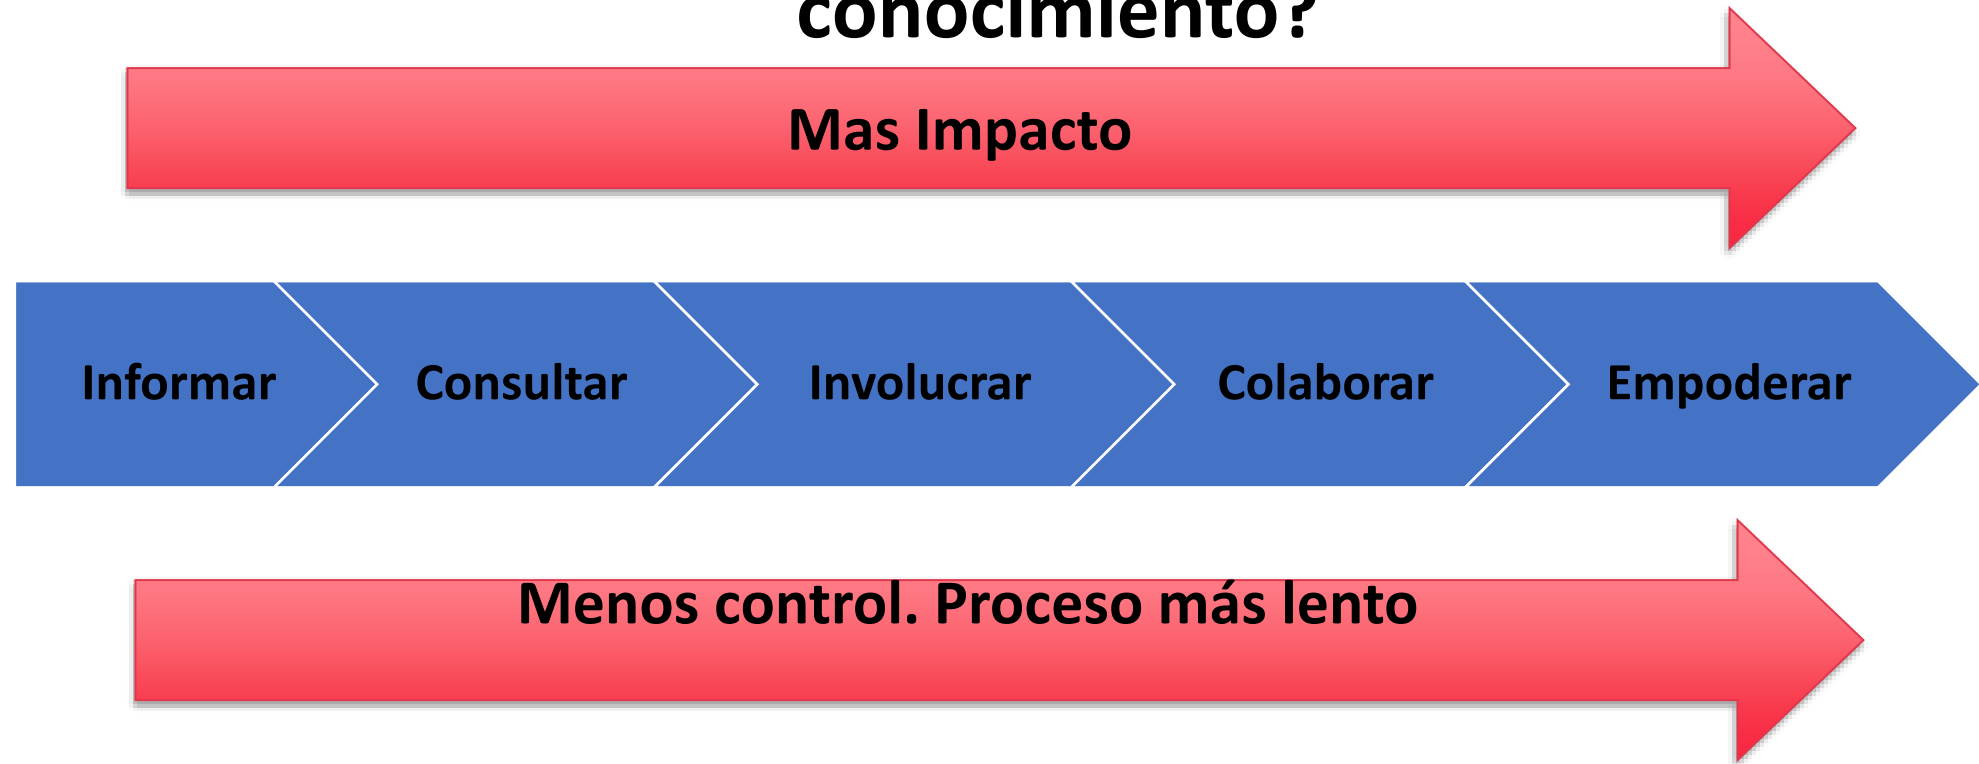 conocimiento?
Mas Impacto
Informar Consultar Involucrar Colaborar Empoderar
Menos control. Proceso más lento